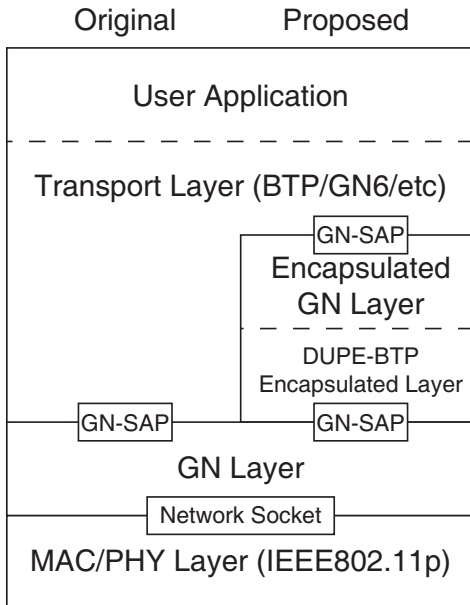 Original Proposed
User Application
Transport Layer (BTP/GN6/etc)
GN-SAP
Encapsulated
GN Layer
DUPE-BTP
Encapsulated Layer
GN-SAP GN-SAP
GN Layer
Network Socket
MAC/PHY Layer (IEEE802.11p)